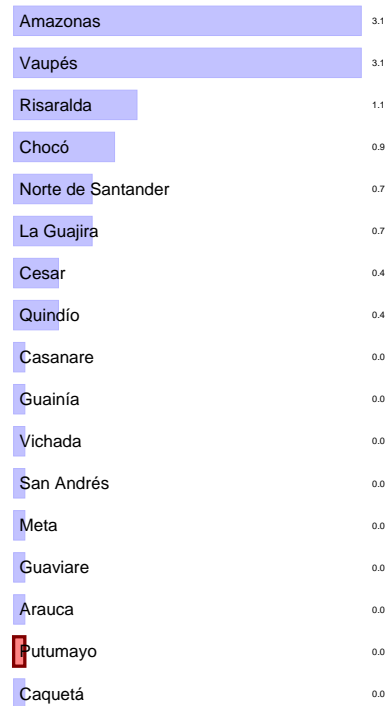 Amazonas 3.1
Vaupés 3.1
Risaralda 1.1
Chocó 0.9
Norte de Santander 0.7
La Guajira 0.7
Cesar 0.4
Quindío 0.4
Casanare 0.0
Guainía 0.0
Vichada 0.0
San Andrés 0.0
Meta 0.0
Guaviare 0.0
Arauca 0.0
Putumayo 0.0
Caquetá 0.0